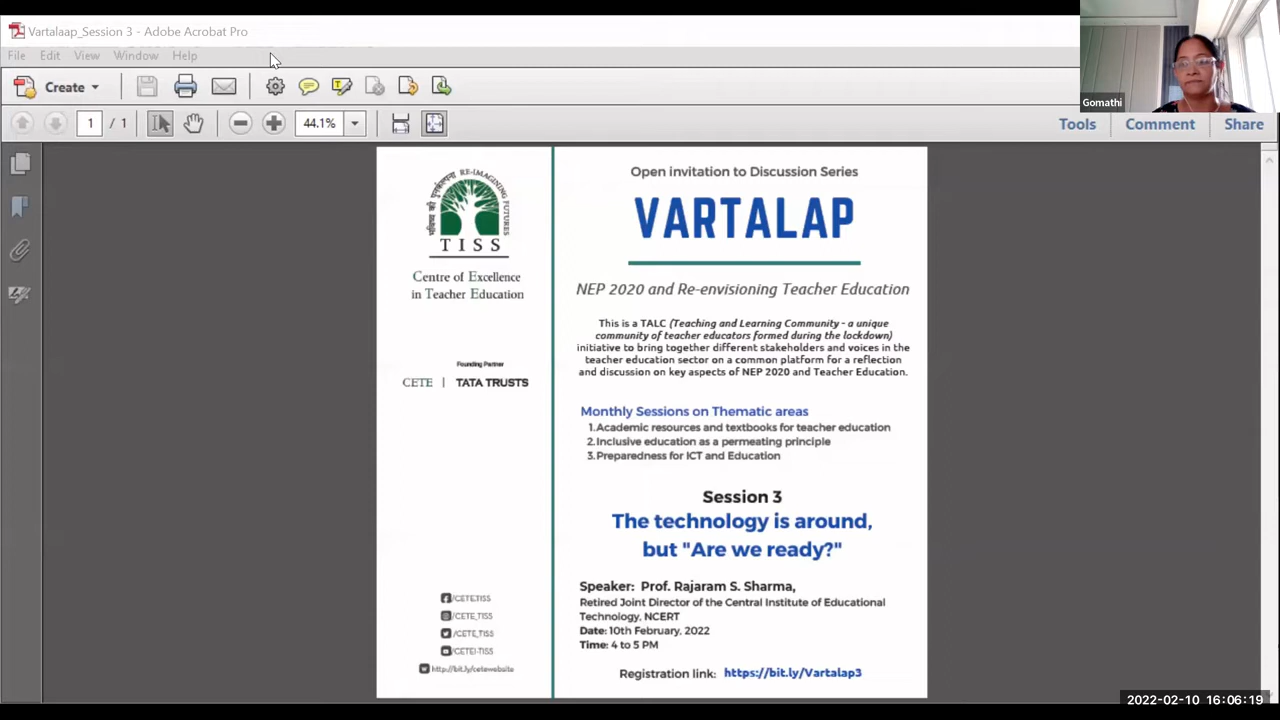 Vartalaap_Session 3 - Adobe Acrobat Pro
File Edit View Window Help
Create
1 / 1
44.1%
Tools Comment Share
Gomathi
RE-IMAGINING FUTURES
TISS
Centre of Excellence
in Teacher Education
Founding Partner
CETE | TATA TRUSTS
/CETETISS
/CETE_TISS
/CETE_TISS
/CETEI-TISS
http://bit.ly/cetewebsite
Open invitation to Discussion Series
VARTALAP
NEP 2020 and Re-envisioning Teacher Education
This is a TALC (Teaching and Learning Community - a unique
community of teacher educators formed during the lockdown)
initiative to bring together different stakeholders and voices in the
teacher education sector on a common platform for a reflection
and discussion on key aspects of NEP 2020 and Teacher Education.
Monthly Sessions on Thematic areas
1.Academic resources and textbooks for teacher education
2.Inclusive education as a permeating principle
3.Preparedness for ICT and Education
Session 3
The technology is around,
but "Are we ready?"
Speaker: Prof. Rajaram S. Sharma,
Retired Joint Director of the Central Institute of Educational
Technology, NCERT
Date: 10th February, 2022
Time: 4 to 5 PM
Registration link: https://bit.ly/Vartalap3
2022-02-10 16:06:19